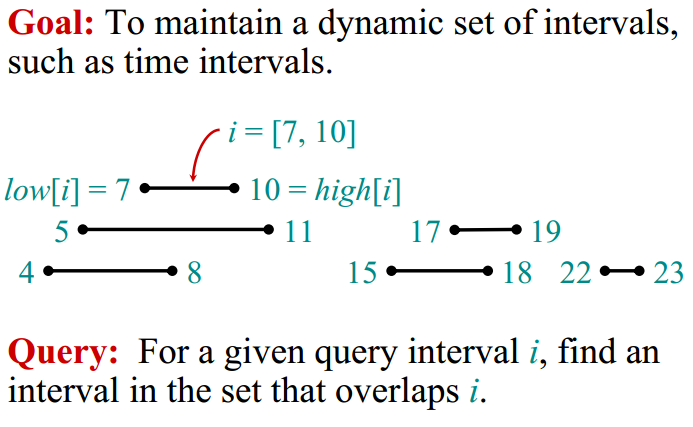 Goal: To maintain a dynamic set of intervals,
such as time intervals.
i = [7, 10]
low[i] = 7 10 = high[i]
5 11 17 19
4 8 15 18 22 23
Query: For a given query interval i, find an
interval in the set that overlaps i.